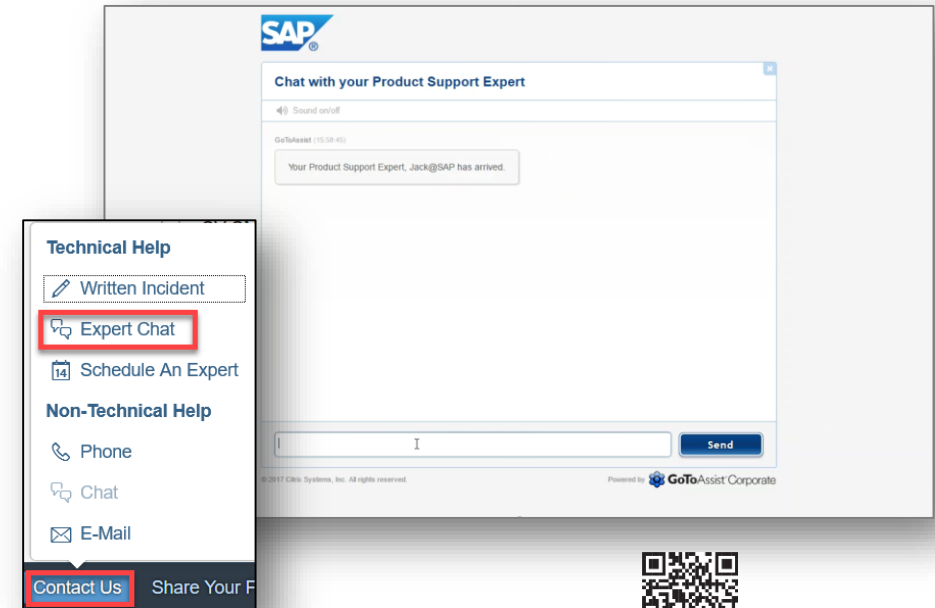 SAP
®
Chat with your Product Support Expert
Sound on/off
GoToAssist (15:58:45)
Your Product Support Expert, Jack@SAP has arrived.
Send
© 2017 Citrix Systems, Inc. All rights reserved.
Powered by GoToAssist Corporate
Technical Help
Written Incident
Expert Chat
14 Schedule An Expert
Non-Technical Help
Phone
Chat
E-Mail
Contact Us
Share Your F